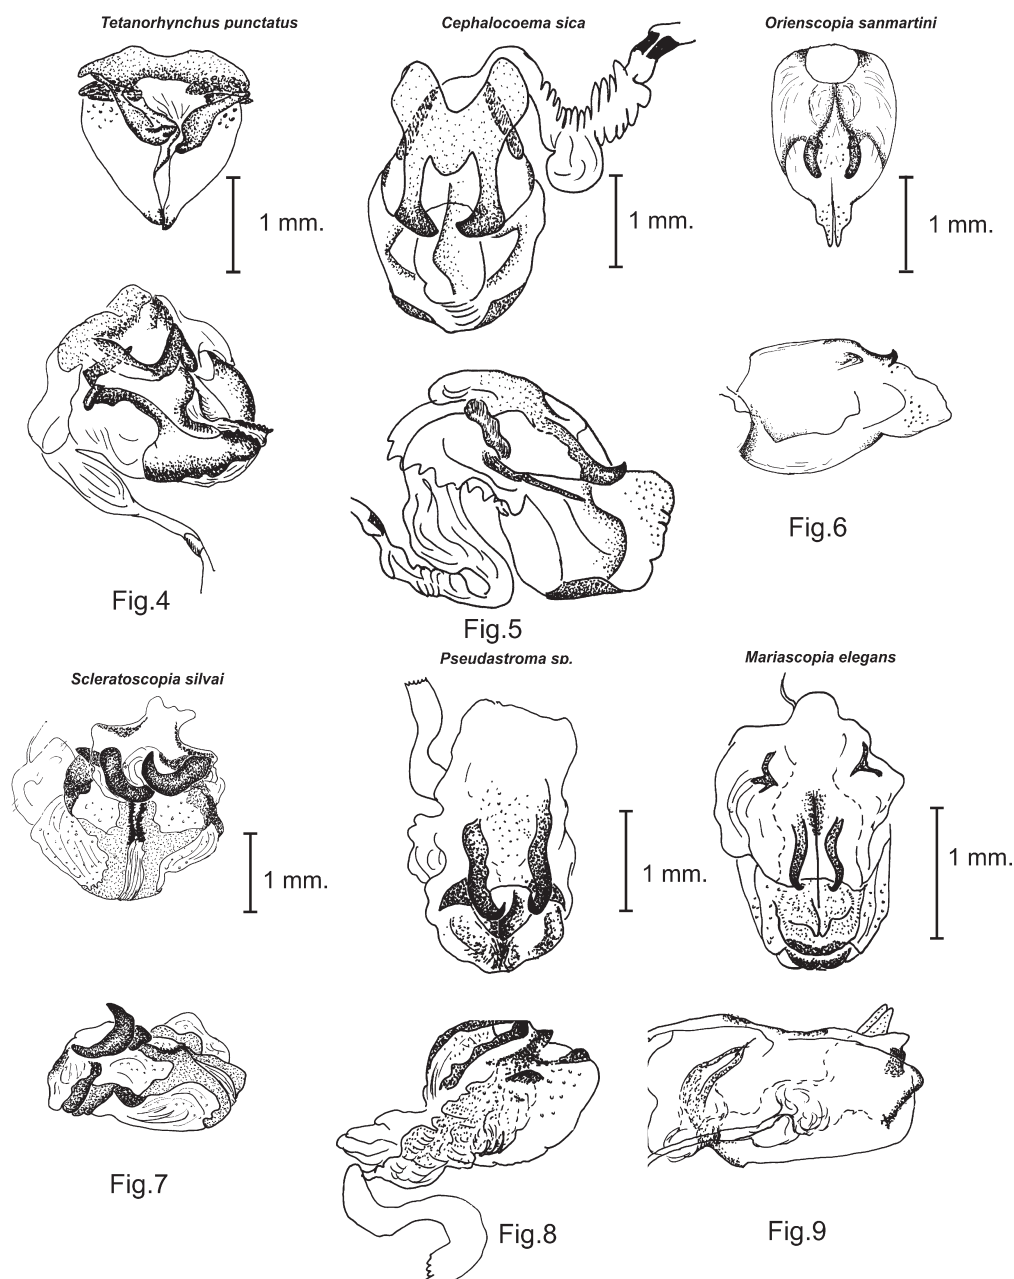 Tetanorhynchus punctatus
Cephalocoema sica
Orienscopia sanmartini
1 mm.
1 mm.
1 mm.
Fig.4
Fig.5
Fig.6
Scleratoscopia silvai
Pseudastroma sp.
Mariascopia elegans
1 mm.
1 mm.
1 mm.
Fig.7
Fig.8
Fig.9